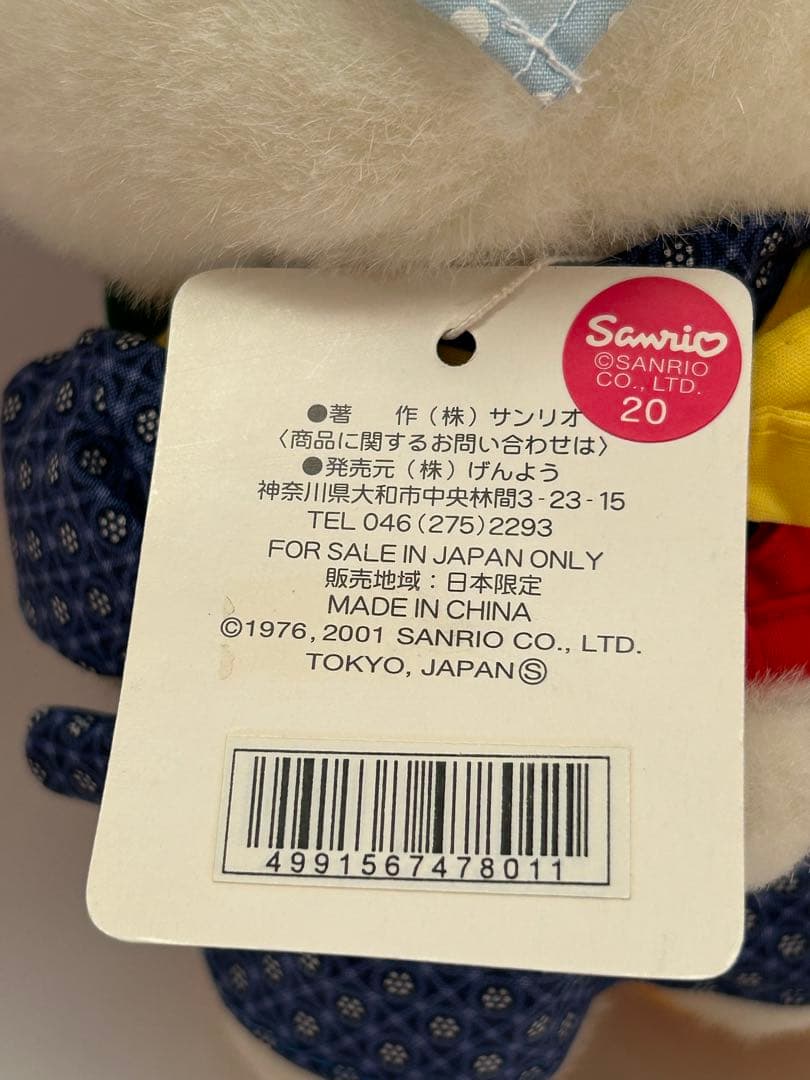 Sanrio
©SANRIO
CO., LTD.
20
●著　作(株)サンリオ
〈商品に関するお問い合わせは〉
●発売元(株)げんよう
神奈川県大和市中央林間3-23-15
TEL 046(275)2293
FOR SALE IN JAPAN ONLY
販売地域：日本限定
MADE IN CHINA
©1976, 2001 SANRIO CO., LTD.
TOKYO, JAPAN Ⓢ
4991567478011